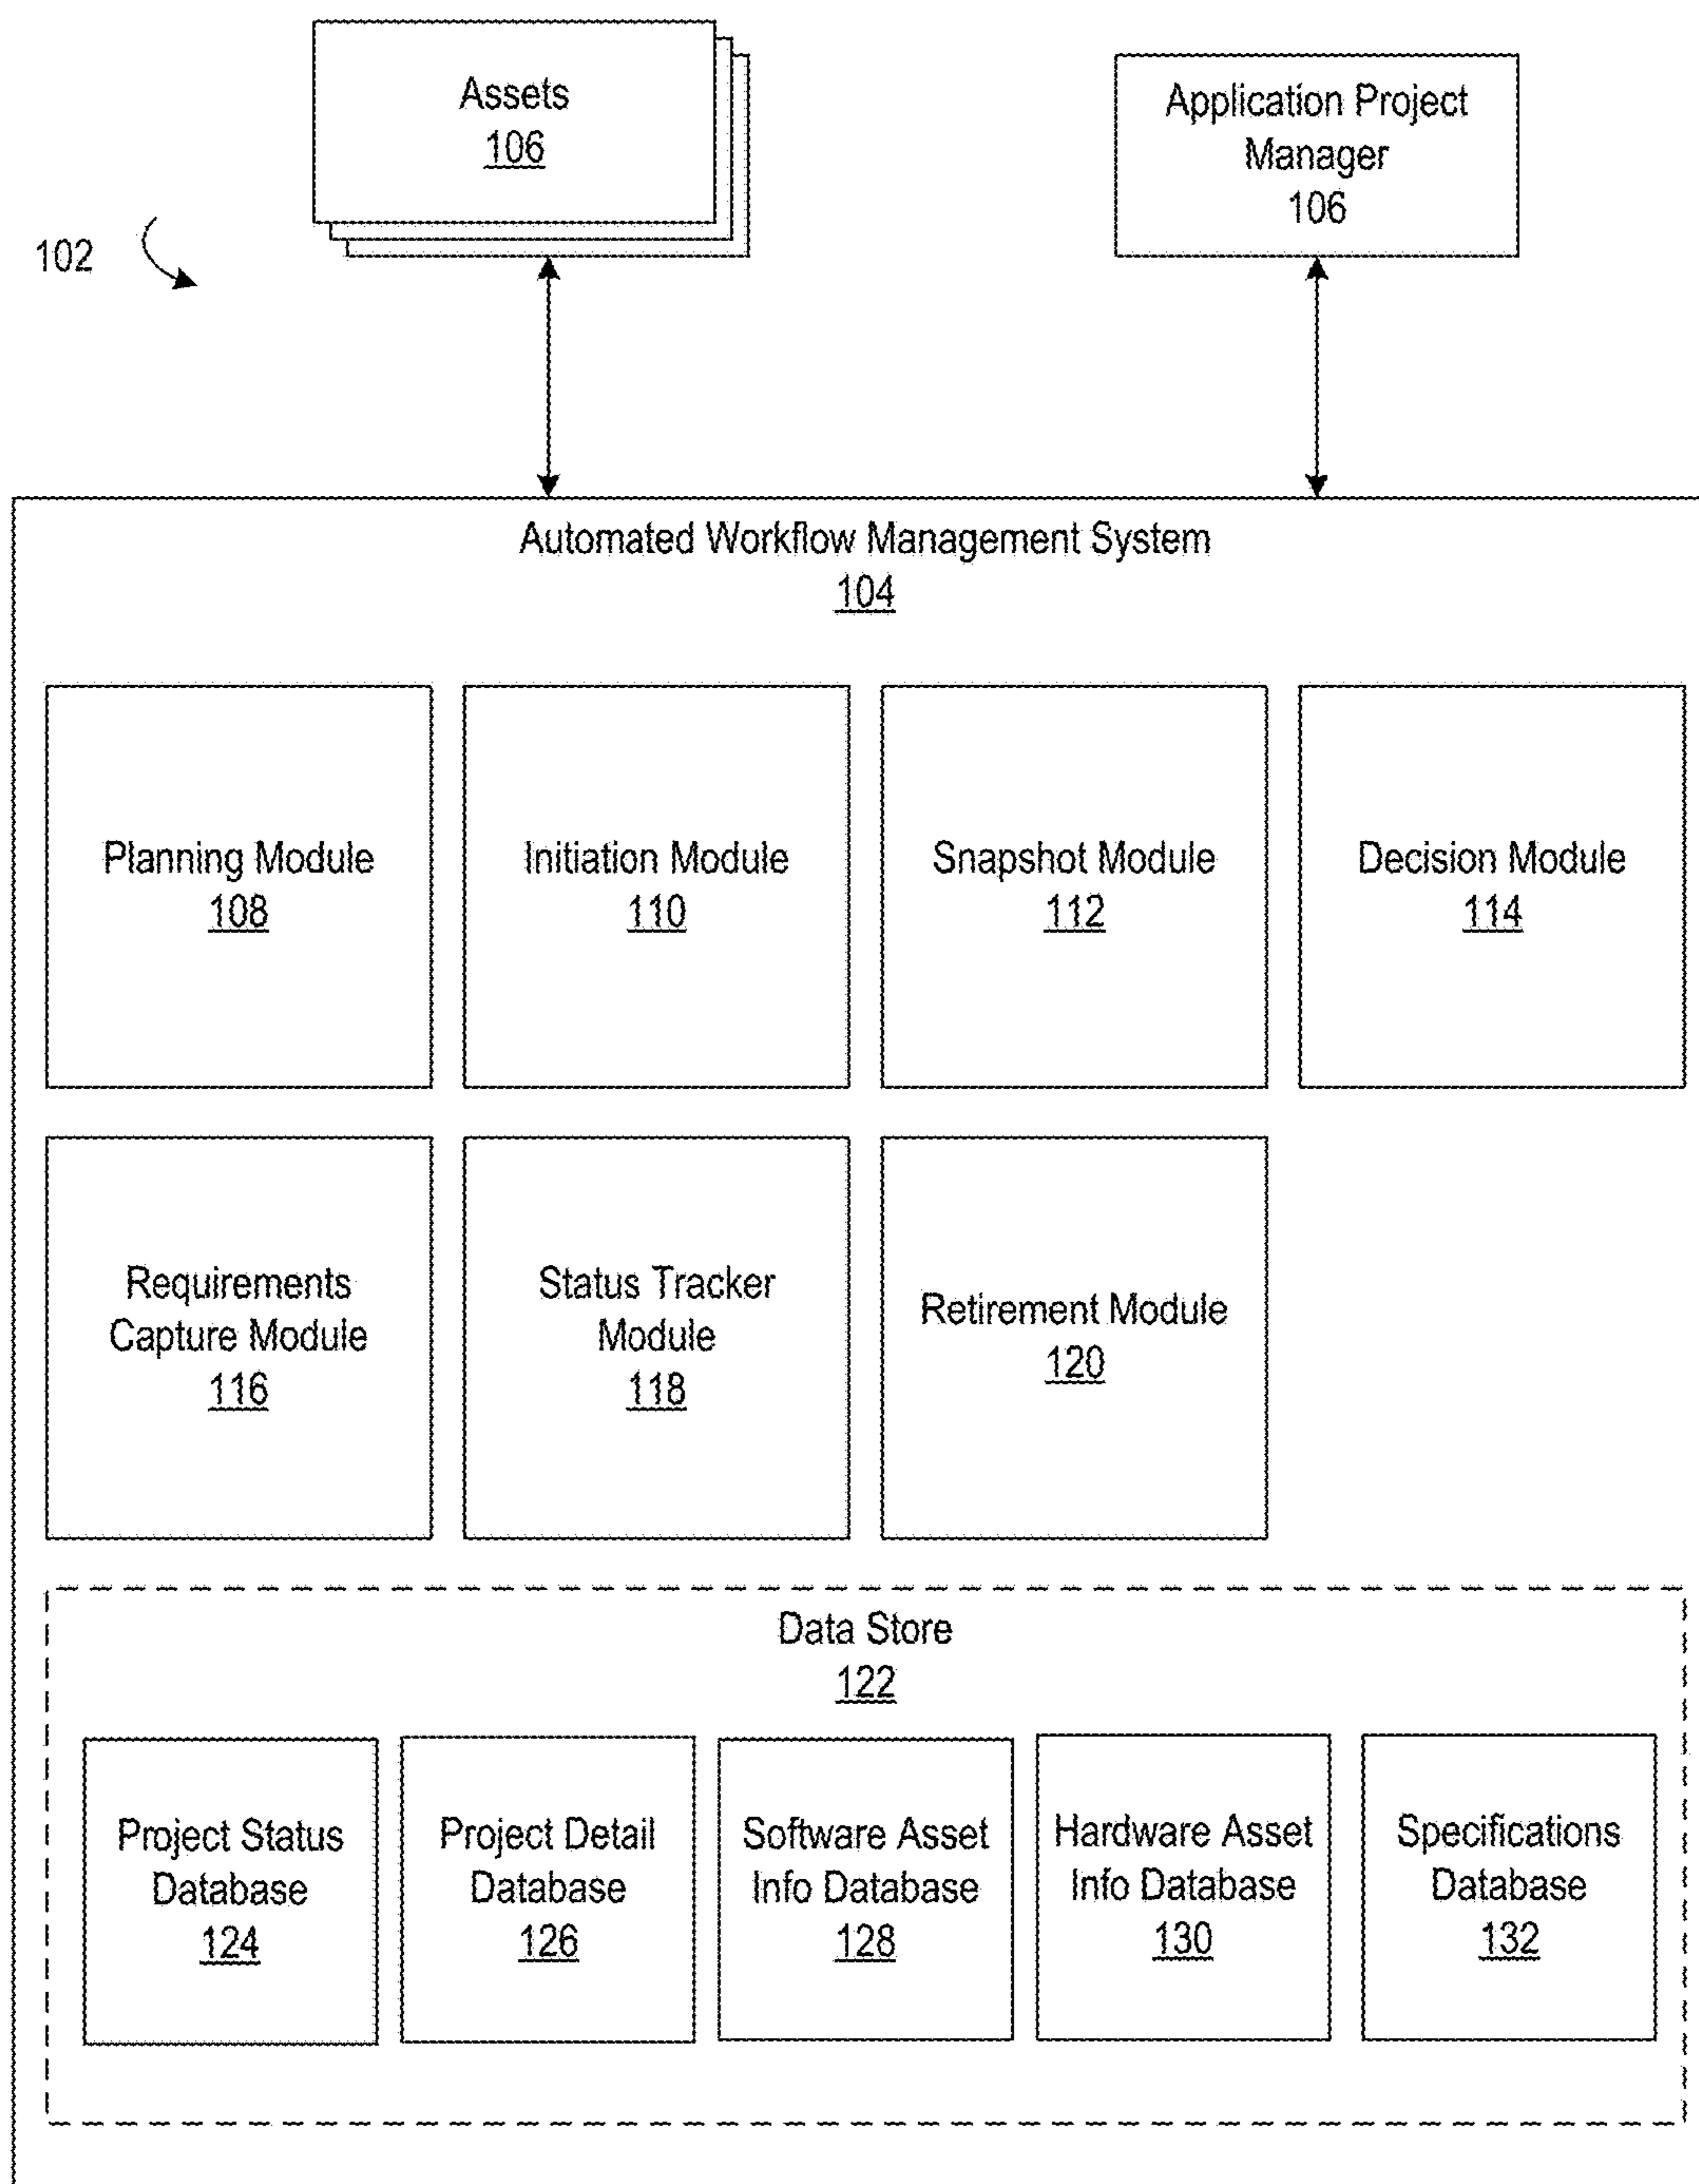 Assets
106
Application Project
Manager
106
102
Automated Workflow Management System
104
Planning Module
108
Initiation Module
110
Snapshot Module
112
Decision Module
114
Requirements
Capture Module
116
Status Tracker
Module
118
Retirement Module
120
Data Store
122
Project Status
Database
124
Project Detail
Database
126
Software Asset
Info Database
128
Hardware Asset
Info Database
130
Specifications
Database
132